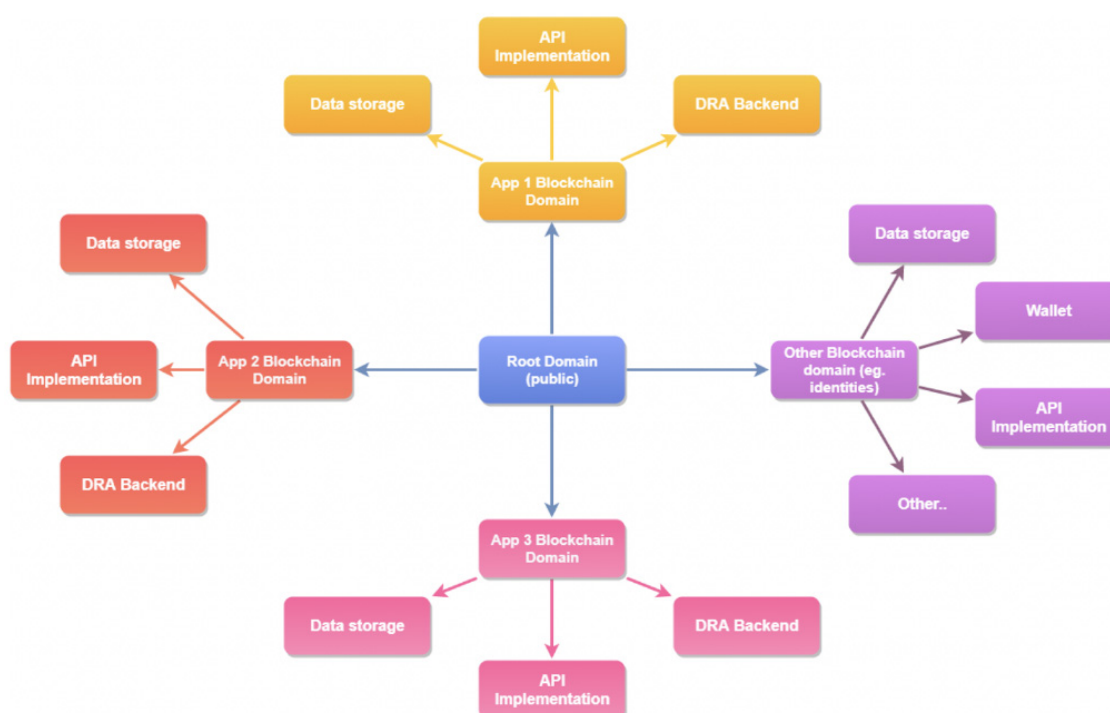 API
Implementation
Data storage
DRA Backend
App 1 Blockchain
Domain
Data storage
API
Implementation
App 2 Blockchain
Domain
DRA Backend
Root Domain
(public)
Data storage
Wallet
Other Blockchain
domain (eg.
identities)
API
Implementation
Other..
App 3 Blockchain
Domain
Data storage
DRA Backend
API
Implementation